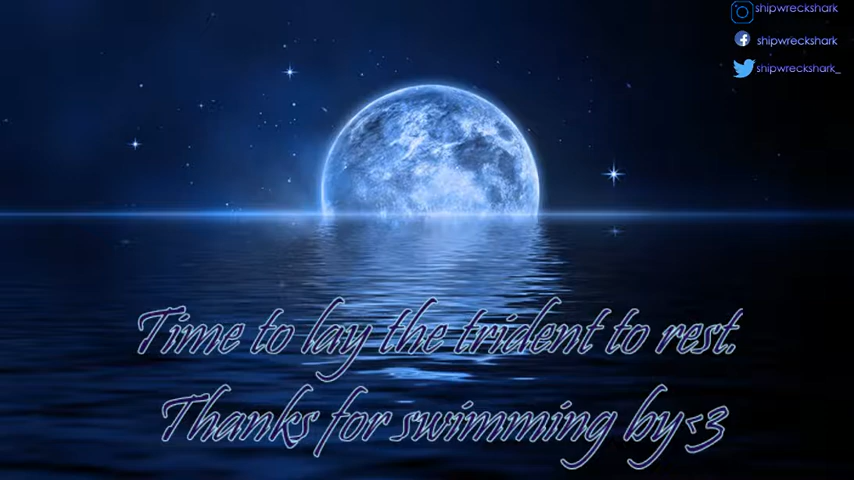 shipwreckshark
shipwreckshark
shipwreckshark_
Time to lay the trident to rest.
Thanks for swimming by<3